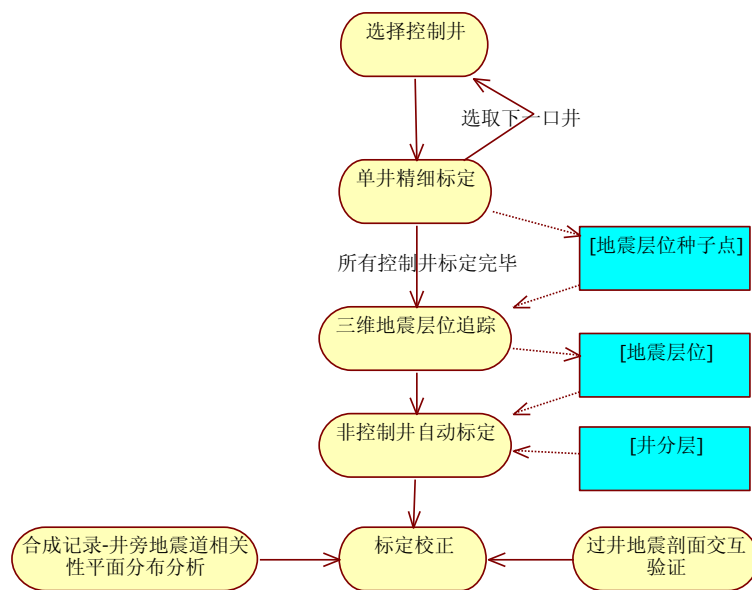 选择控制井
选取下一口井
单井精细标定
[地震层位种子点]
所有控制井标定完毕
三维地震层位追踪
[地震层位]
非控制井自动标定
[井分层]
合成记录-井旁地震道相关
性平面分布分析
标定校正
过井地震剖面交互
验证